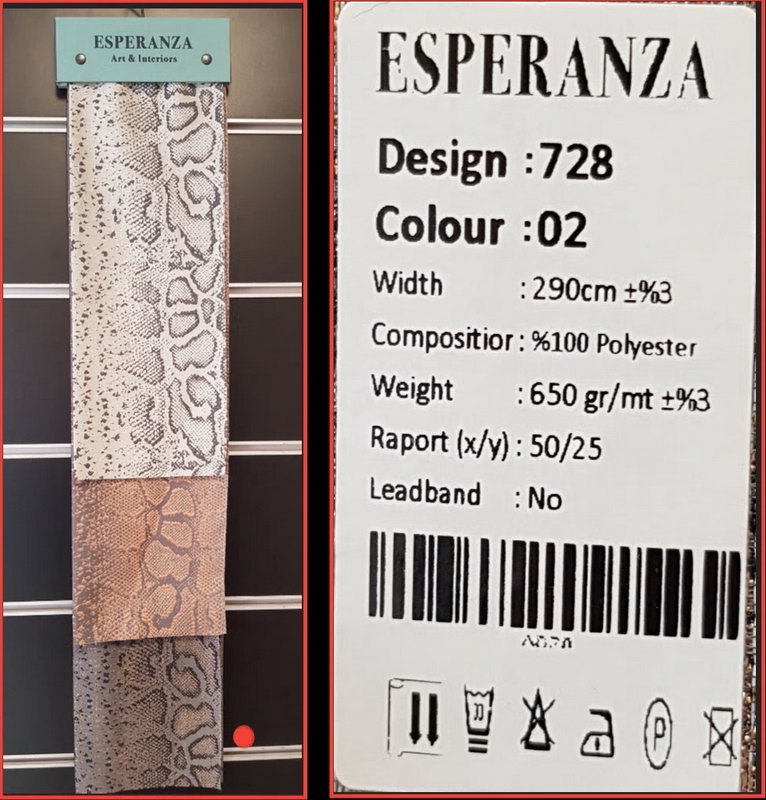 ESPERANZA
Art & Interiors
ESPERANZA
Design :728
Colour :02
Width : 290cm ±%3
Compositior : %100 Polyester
Weight : 650 gr/mt ±%3
Raport (x/y) : 50/25
Leadband : No
P